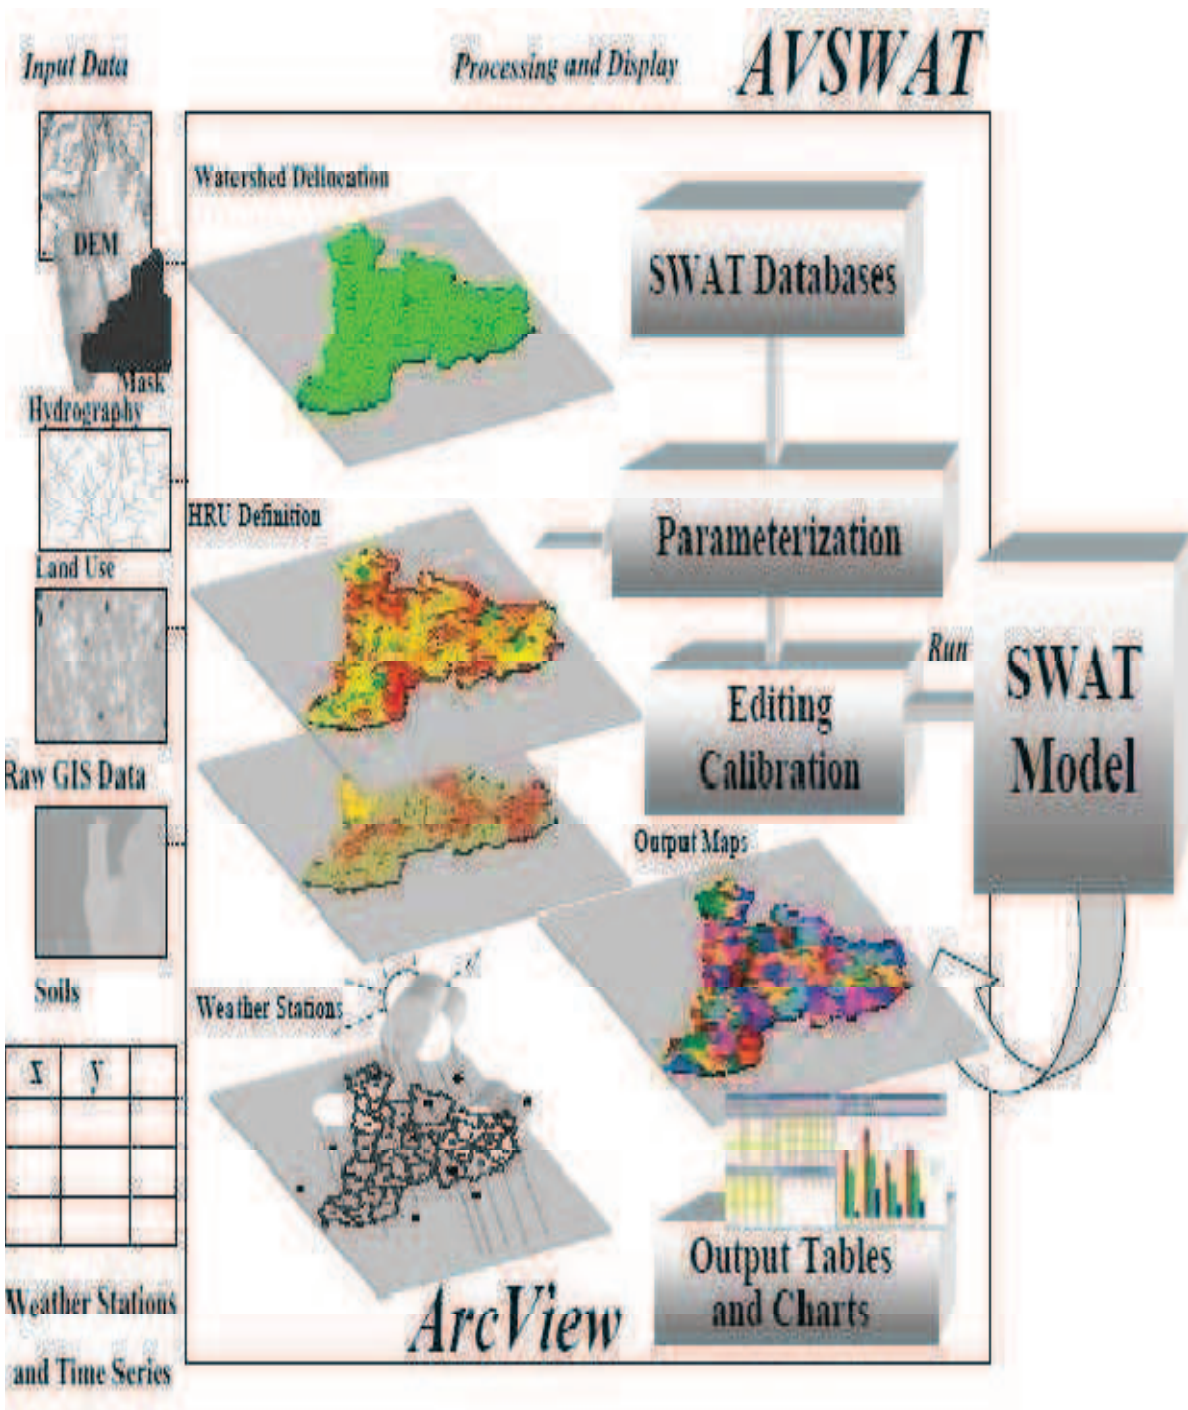 AVSWAT
Input Data
Processing and Display
Watershed Delineation
DEM
SWAT Databases
Mask
Hydrography
HRU Definition
Parameterization
Land Use
Run
SWAT
Model
Editing
Calibration
Raw GIS Data
Output Maps
Soils
Weather Stations
x y
Output Tables
and Charts
Weather Stations
ArcView
and Time Series